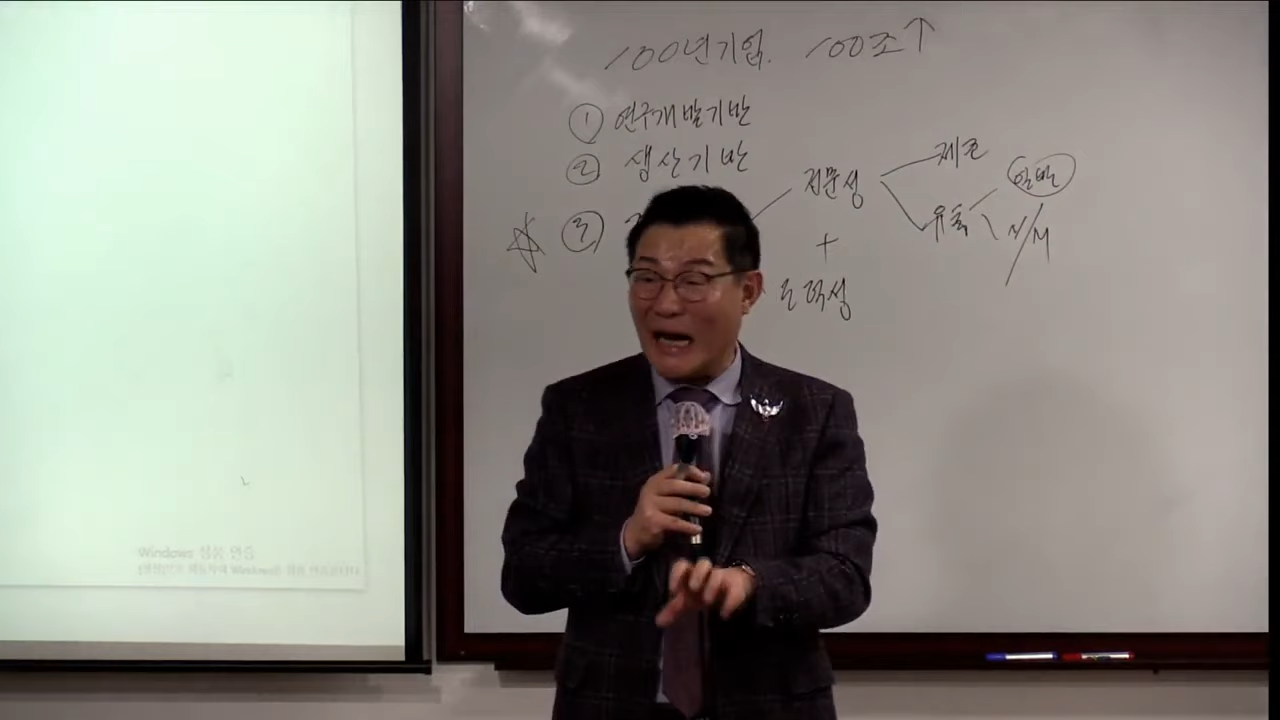 100년기업. 100조↑
① 연구개발기반
② 생산기반
☆ ③
전문성
제조
유통
일반
N/M
+
도덕성
Windows 정품 인증